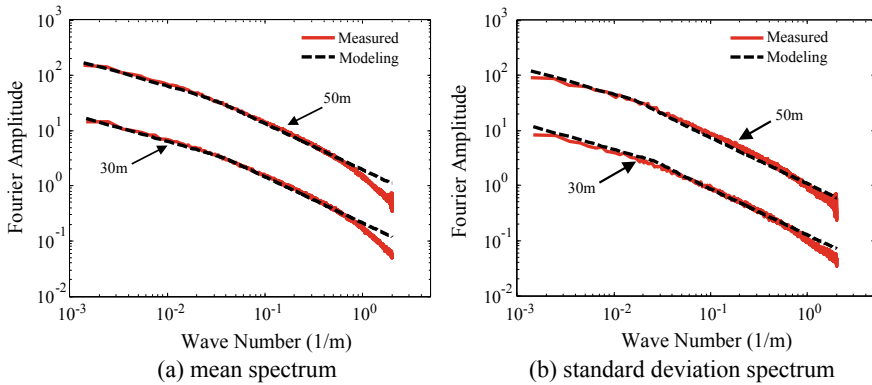 Measured
Modeling
50m
30m
Fourier Amplitude
10^3
10^2
10^1
10^0
10^-1
10^-2
10^-3
10^-2
10^-1
10^0
Wave Number (1/m)
(a) mean spectrum
Measured
Modeling
50m
30m
Fourier Amplitude
10^3
10^2
10^1
10^0
10^-1
10^-2
10^-3
10^-2
10^-1
10^0
Wave Number (1/m)
(b) standard deviation spectrum